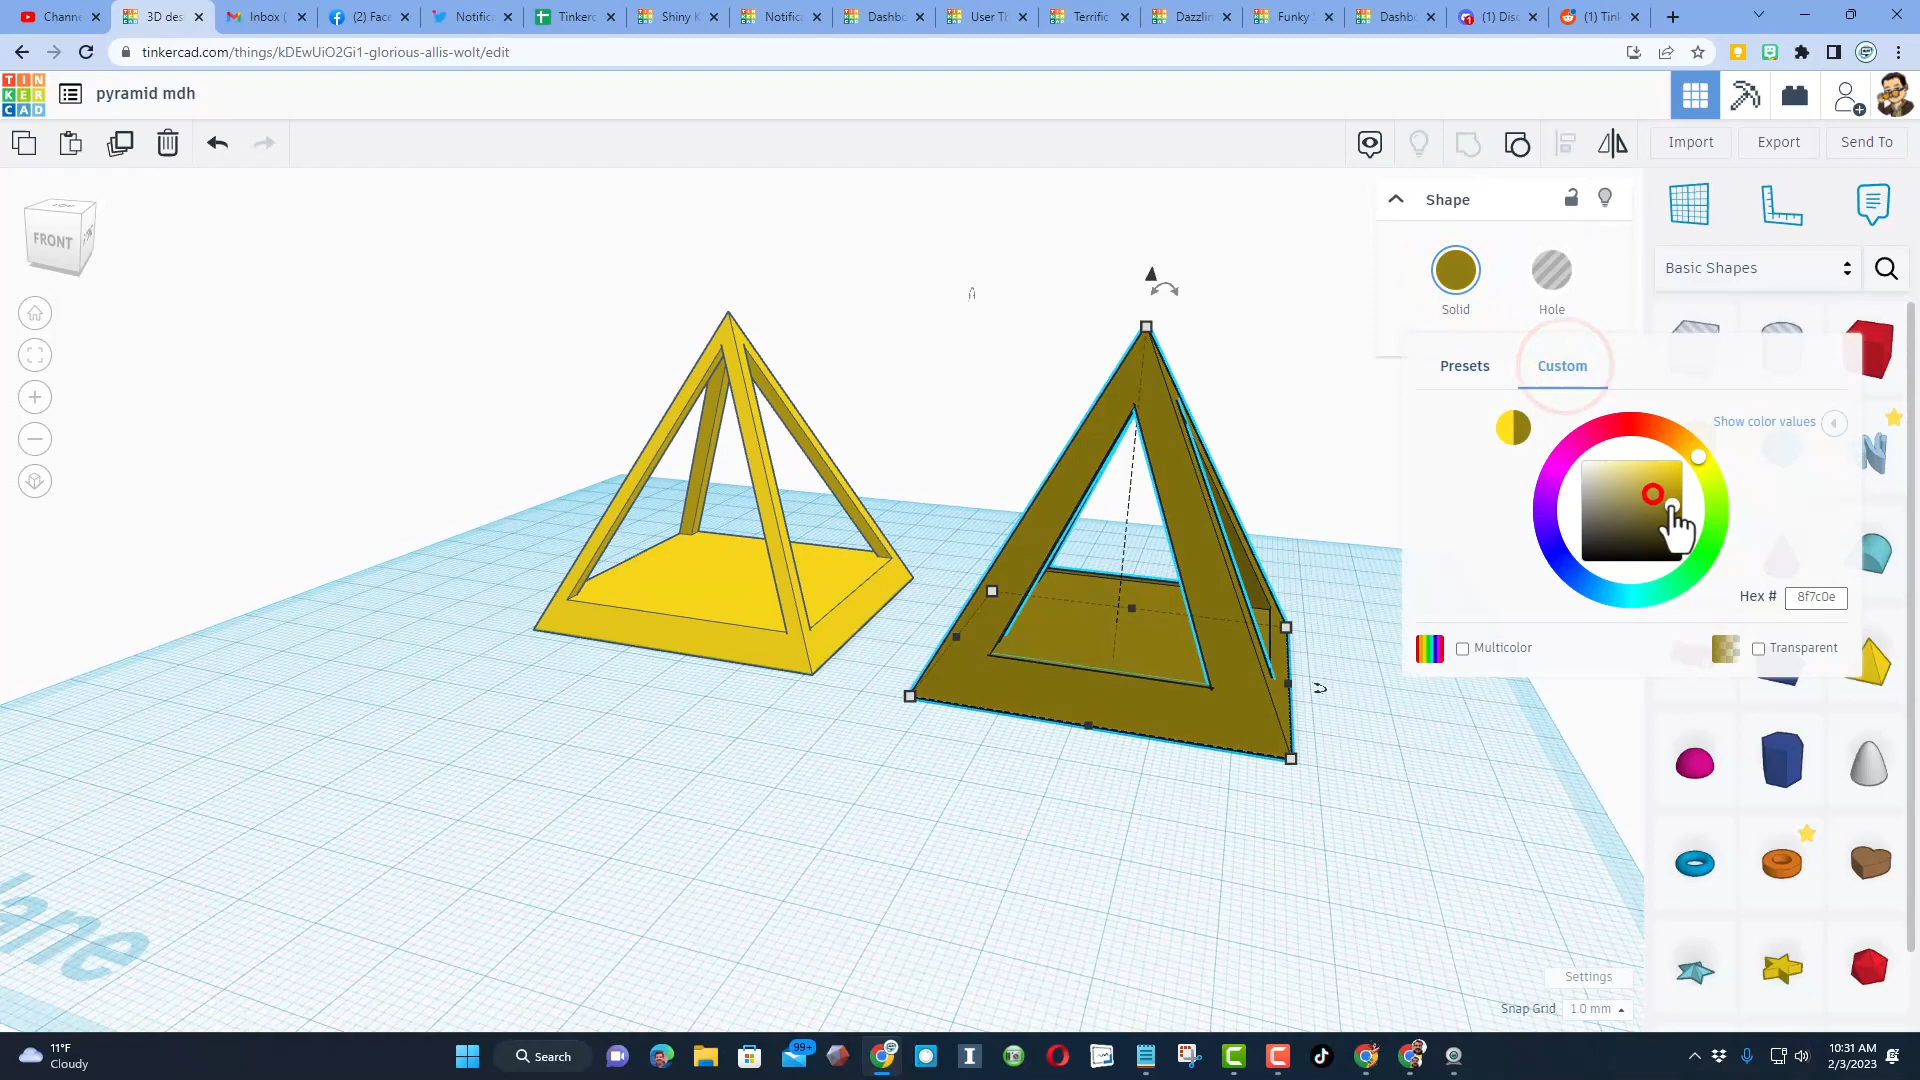 Channe
3D des
Inbox (
(2) Face
Notifica
Tinkerc
Shiny K
Notifica
Dashbo
User Th
Terrific
Dazzlin
Funky
Dashbo
(1) Disc
(1) Tink
tinkercad.com/things/kDEwUiO2Gi1-glorious-allis-wolt/edit
TIN
KER
CAD
pyramid mdh
Import
Export
Send To
TOP
FRONT
Shape
Solid
Hole
Basic Shapes
Presets
Custom
Show color values
Hex # 8f7c0e
Multicolor
Transparent
lane
Settings
Snap Grid 1.0 mm
11°F
Cloudy
Search
99+
10:31 AM
2/3/2023